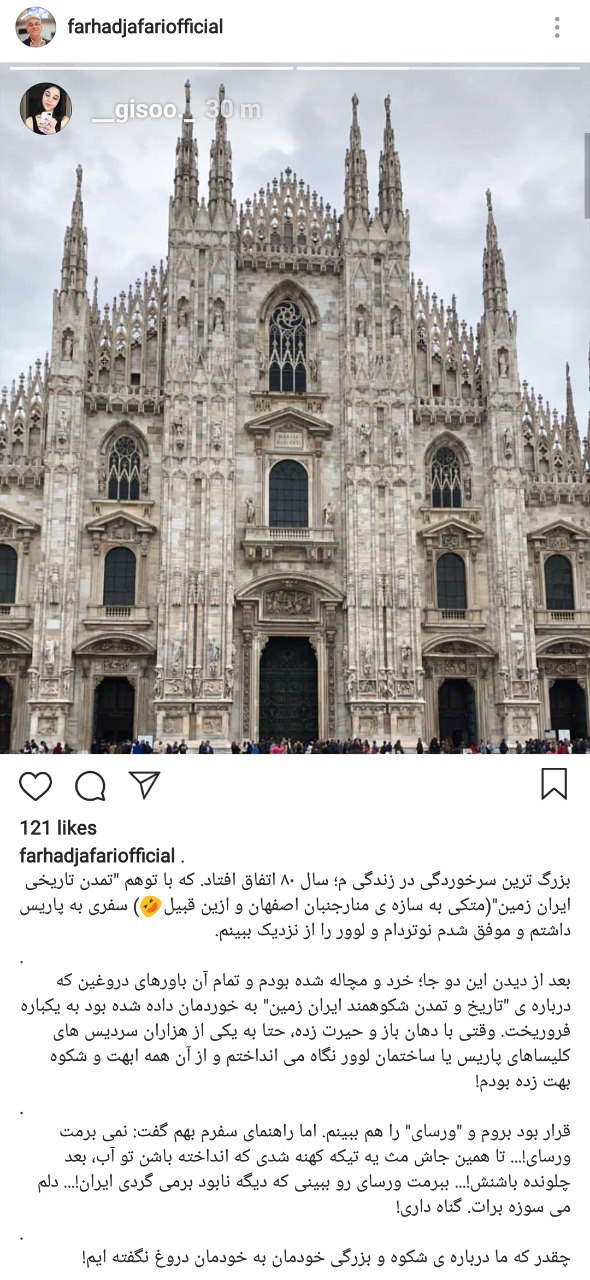 farhadjafariofficial
__gisoo._ 30 m
121 likes
farhadjafariofficial .
بزرگ ترین سرخوردگی در زندگی م؛ سال ۸۰ اتفاق افتاد. که با توهم "تمدن تاریخی
ایران زمین"(متکی به سازه ی منارجنبان اصفهان و ازین قبیل🤣) سفری به پاریس
داشتم و موفق شدم نوتردام و لوور را از نزدیک ببینم.
.
بعد از دیدن این دو جا؛ خرد و مچاله شده بودم و تمام آن باورهای دروغین که
درباره ی "تاریخ و تمدن شکوهمند ایران زمین" به خوردمان داده شده بود به یکباره
فروریخت. وقتی با دهان باز و حیرت زده، حتا به یکی از هزاران سردیس های
کلیساهای پاریس یا ساختمان لوور نگاه می انداختم و از آن همه ابهت و شکوه
بهت زده بودم!
.
قرار بود بروم و "ورسای" را هم ببینم. اما راهنمای سفرم بهم گفت: نمی برمت
ورسای!... تا همین جاش مث یه تیکه کهنه شدی که انداخته باشن تو آب، بعد
چلونده باشنش!... ببرمت ورسای رو ببینی که دیگه نابود برمی گردی ایران!... دلم
می سوزه برات. گناه داری!
.
چقدر که ما درباره ی شکوه و بزرگی خودمان به خودمان دروغ نگفته ایم!